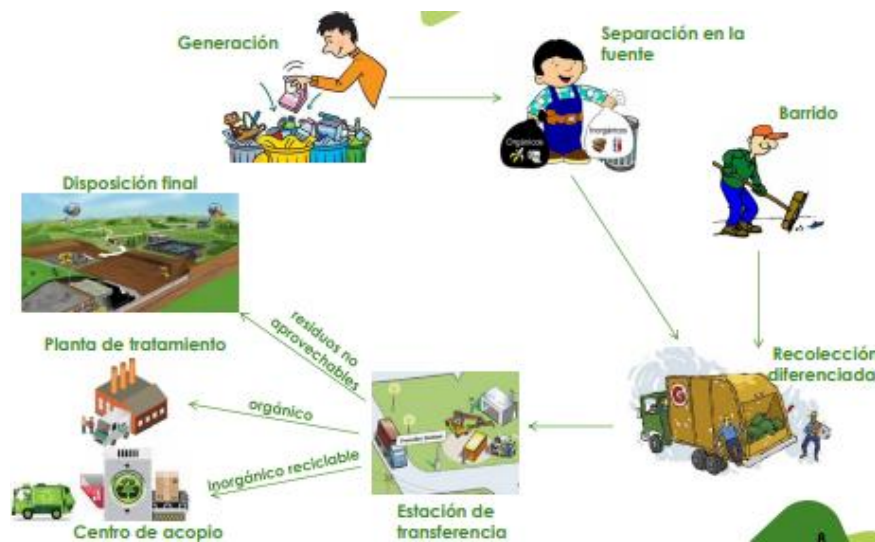 Generación
Separación en la
fuente
Orgánicos
Inorgánicos
Barrido
Disposición final
residuos no
aprovechables
Planta de tratamiento
orgánico
Inorgánico reciclable
Recolección
diferenciada
G
Centro de acopio
Estación de
transferencia